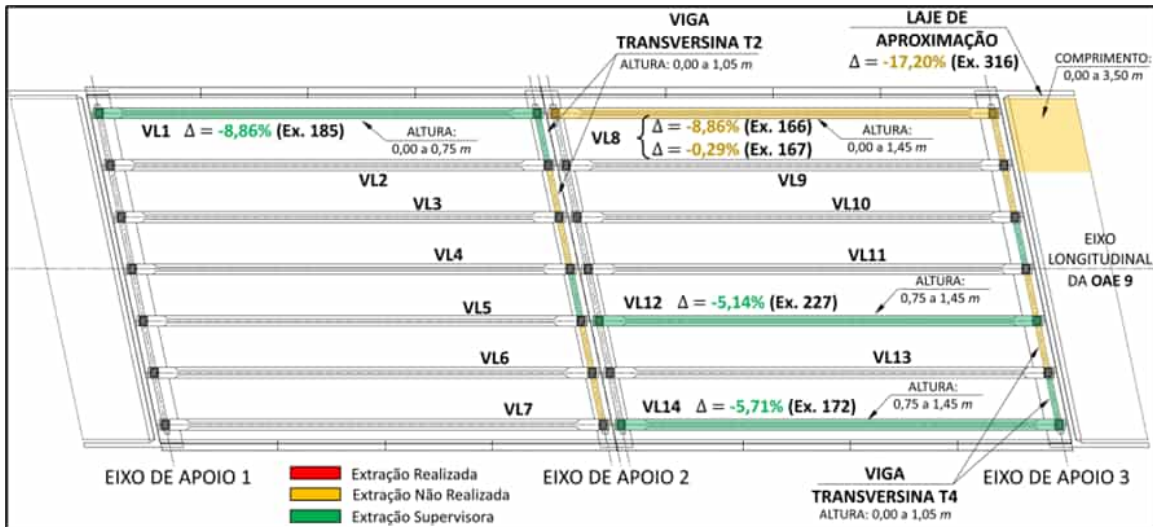 VIGA
TRANSVERSINA T2
ALTURA: 0,00 a 1,05 m
LAJE DE
APROXIMAÇÃO
Δ = -17,20% (Ex. 316)
COMPRIMENTO:
0,00 a 3,50 m
VL1 Δ = -8,86% (Ex. 185)
ALTURA:
0,00 a 0,75 m
VL8
Δ = -8,86% (Ex. 166)
Δ = -0,29% (Ex. 167)
ALTURA:
0,00 a 1,45 m
VL2
VL9
VL3
VL10
VL4
VL11
EIXO
LONGITUDINAL
DA OAE 9
VL5
VL12 Δ = -5,14% (Ex. 227)
ALTURA:
0,75 a 1,45 m
VL6
VL13
VL7
VL14 Δ = -5,71% (Ex. 172)
ALTURA:
0,75 a 1,45 m
EIXO DE APOIO 1
EIXO DE APOIO 2
EIXO DE APOIO 3
Extração Realizada
Extração Não Realizada
Extração Supervisora
VIGA
TRANSVERSINA T4
ALTURA: 0,00 a 1,05 m